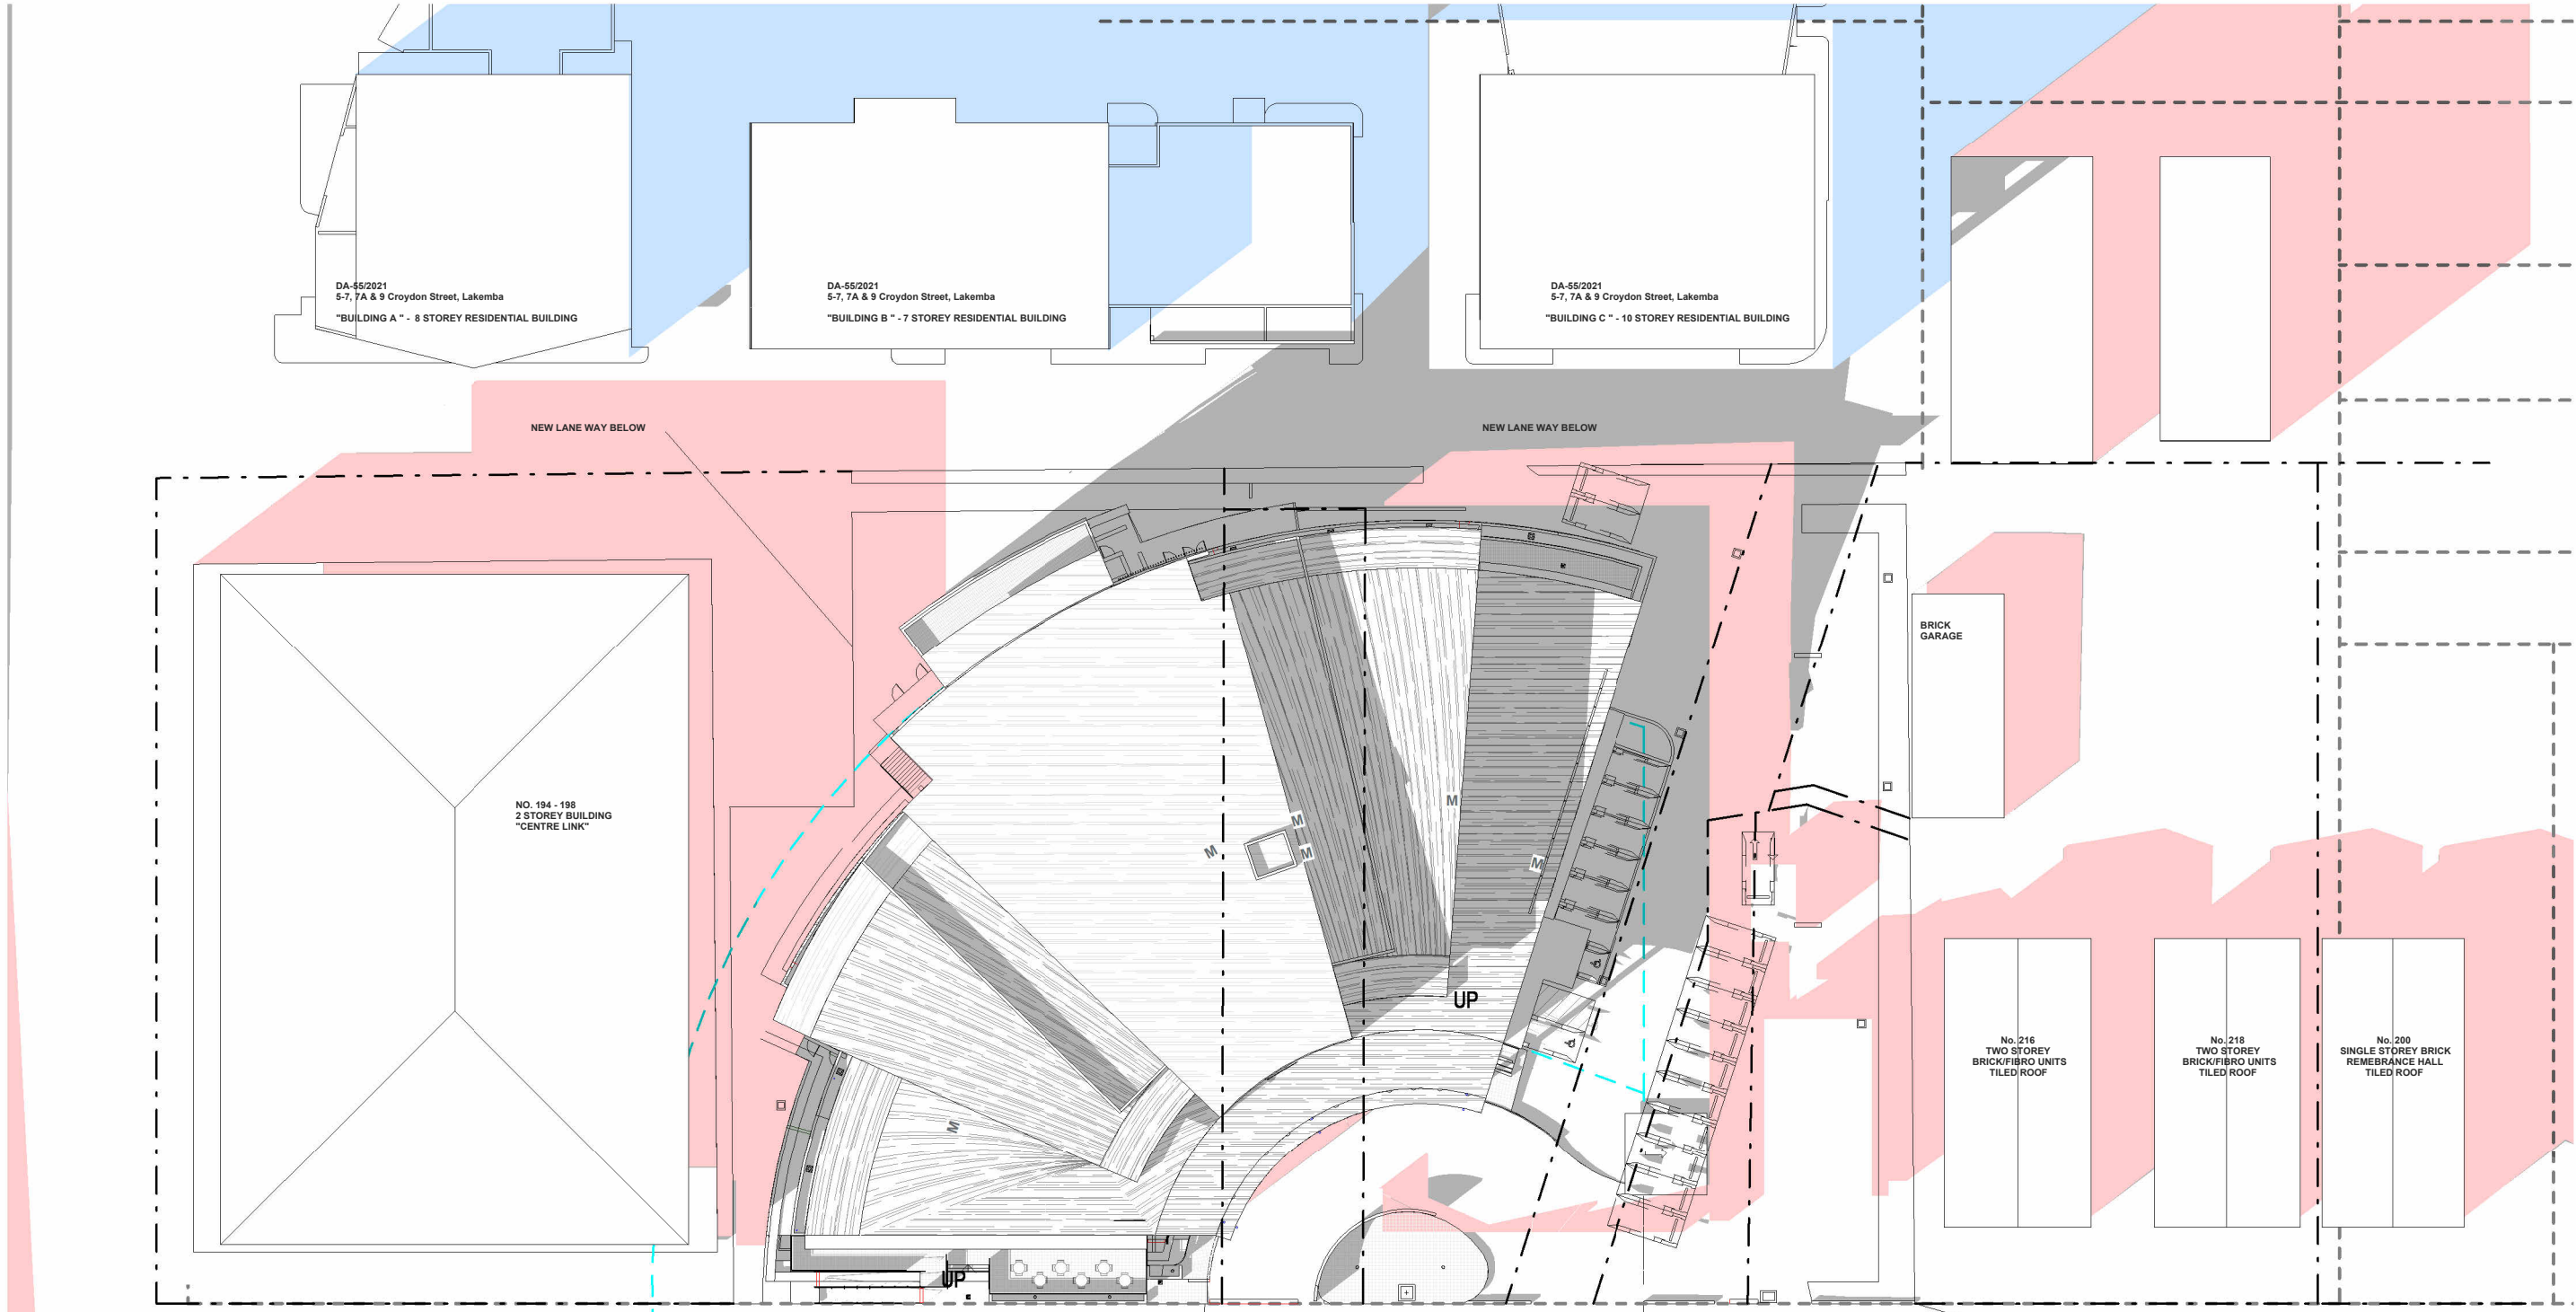 DA-55/2021
5-7, 7A & 9 Croydon Street, Lakemba
"BUILDING A " - 8 STOREY RESIDENTIAL BUILDING
DA-55/2021
5-7, 7A & 9 Croydon Street, Lakemba
"BUILDING B " - 7 STOREY RESIDENTIAL BUILDING
DA-55/2021
5-7, 7A & 9 Croydon Street, Lakemba
"BUILDING C " - 10 STOREY RESIDENTIAL BUILDING
NEW LANE WAY BELOW
NEW LANE WAY BELOW
BRICK
GARAGE
NO. 194 - 198
2 STOREY BUILDING
"CENTRE LINK"
M
M
M
M
M
UP
No. 216
TWO STOREY
BRICK/FIBRO UNITS
TILED ROOF
No. 218
TWO STOREY
BRICK/FIBRO UNITS
TILED ROOF
No. 200
SINGLE STOREY BRICK
REMEBRANCE HALL
TILED ROOF
M
UP